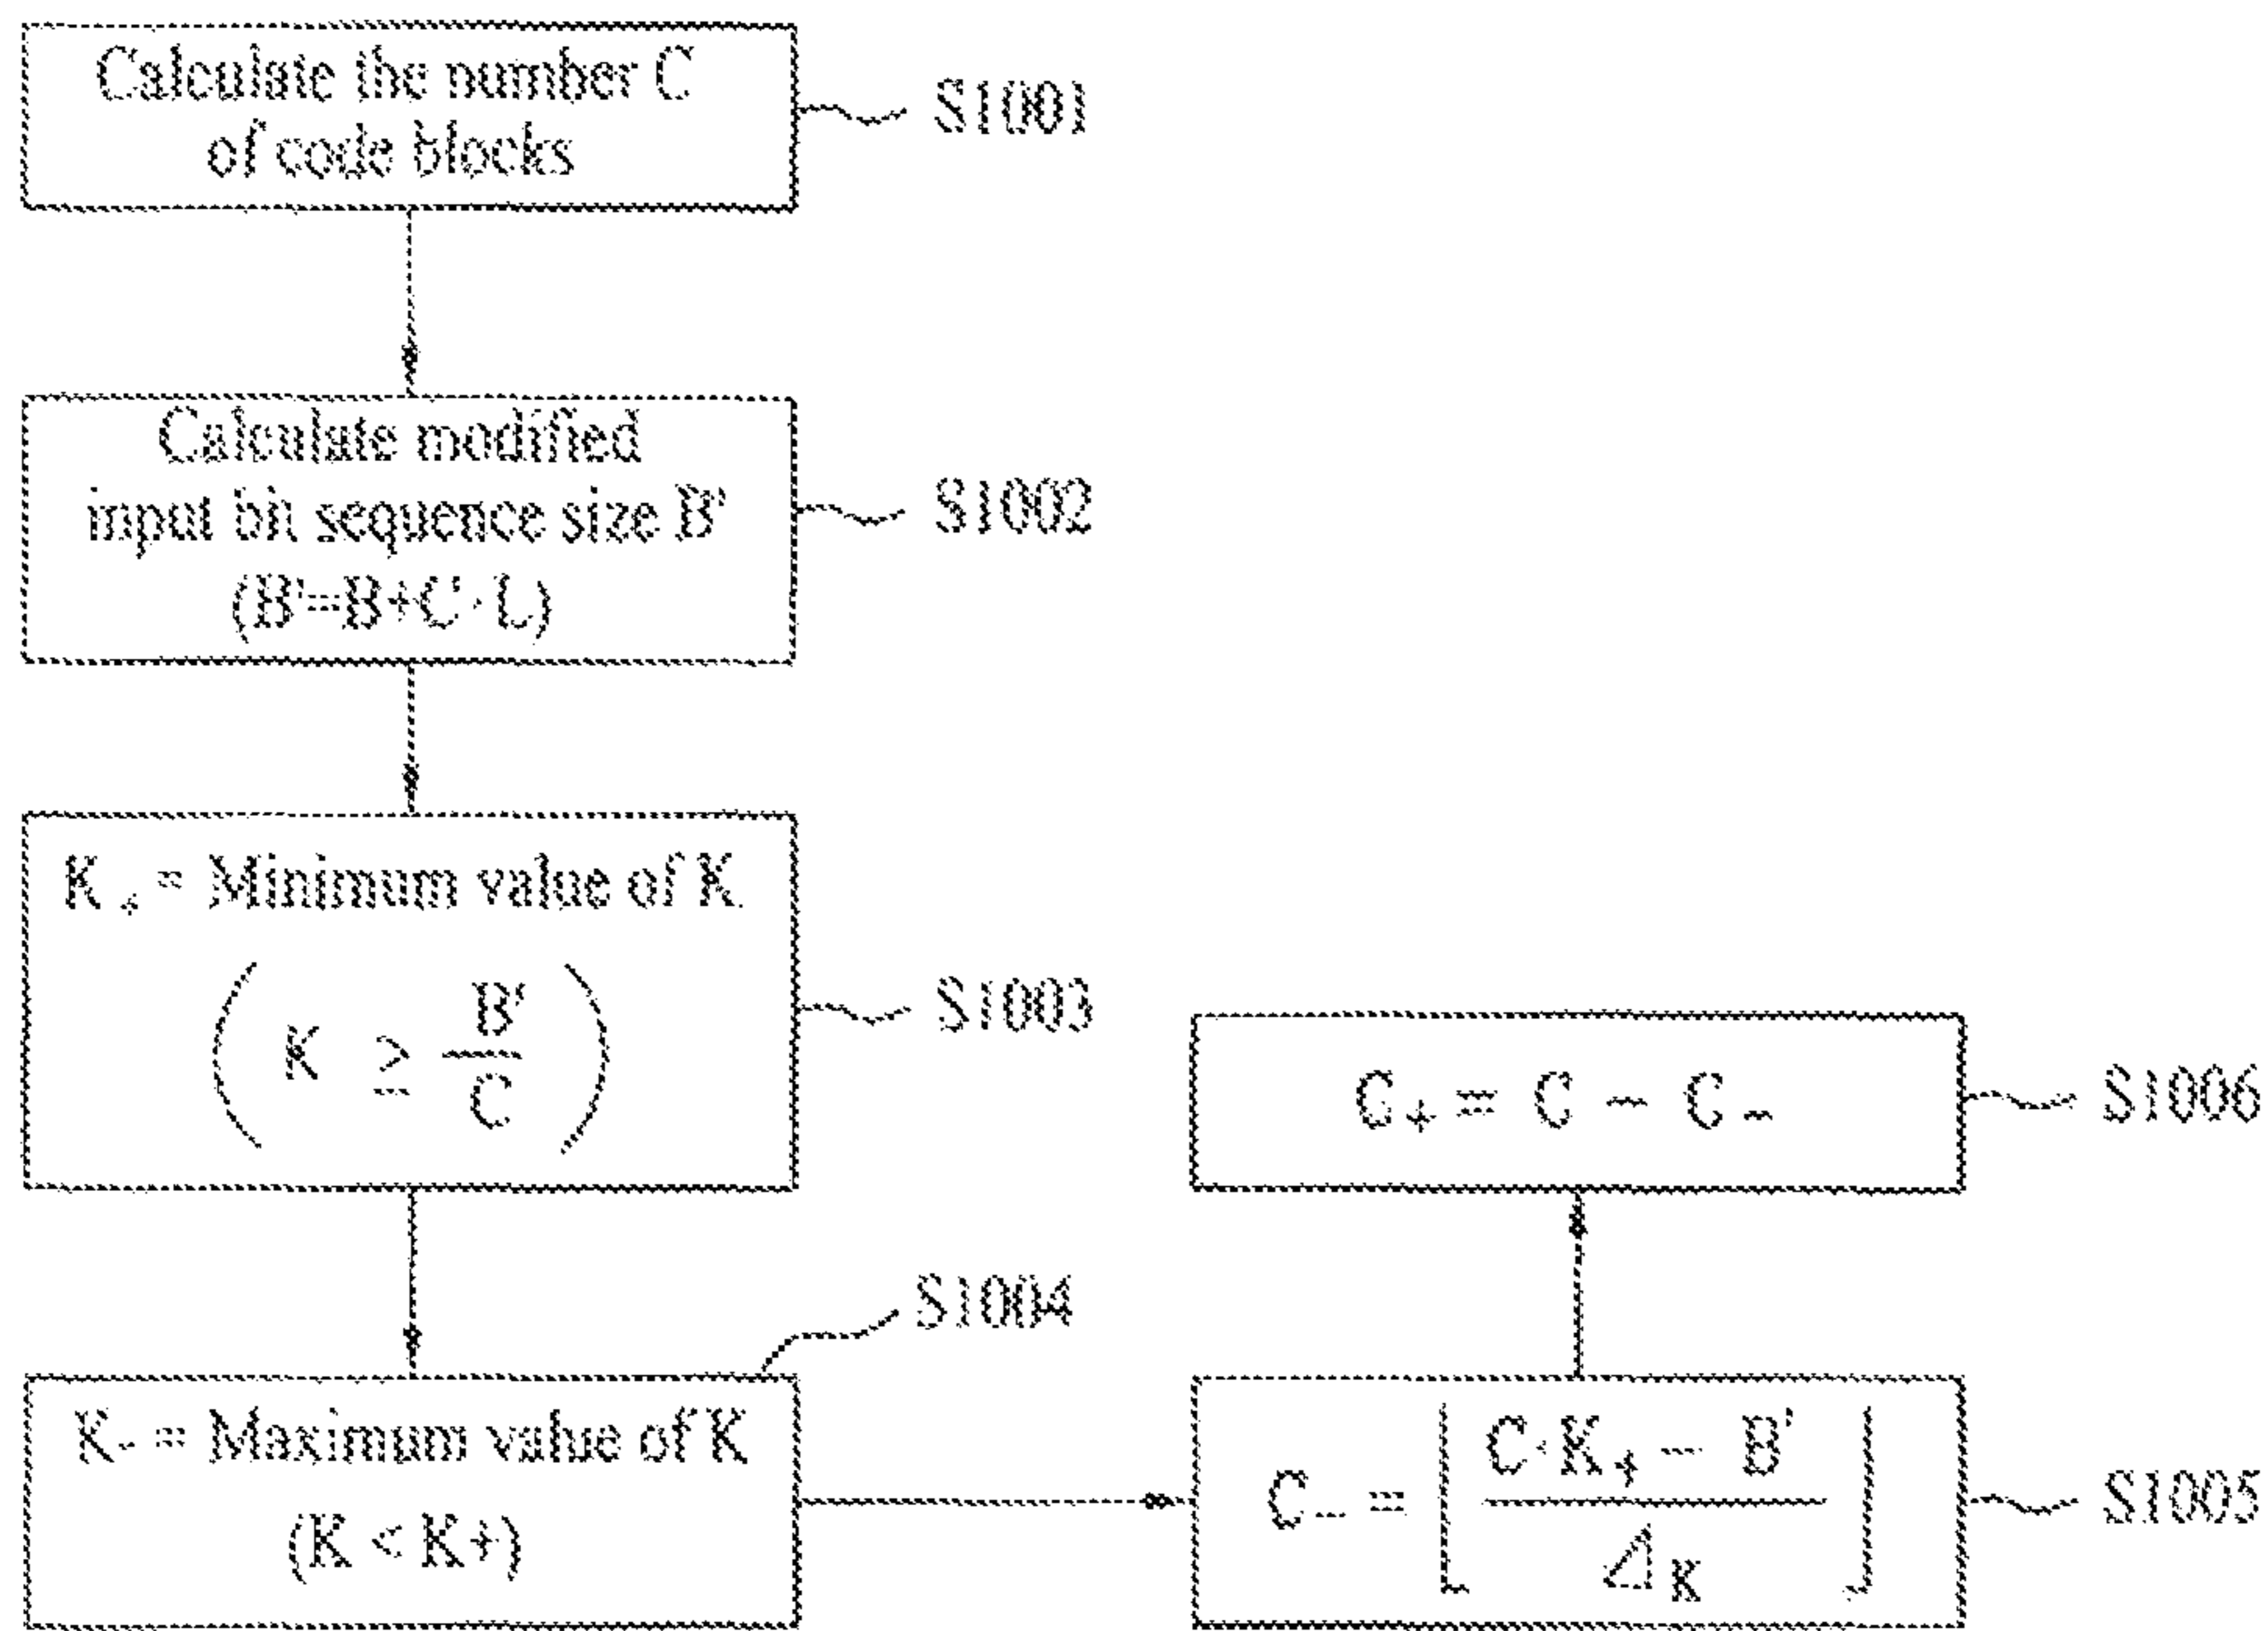 Calculate the number C
of code blocks
S1001
Calculate modified
input bit sequence size B'
(B'=B+C·L)
S1002
K₊ = Minimum value of K
( K ≥ B'/C )
S1003
K₋ = Maximum value of K
(K < K+)
S1004
C₋ = ⌊ (C·K₊ − B') / Δ_K ⌋
S1005
C₊ = C − C₋
S1006